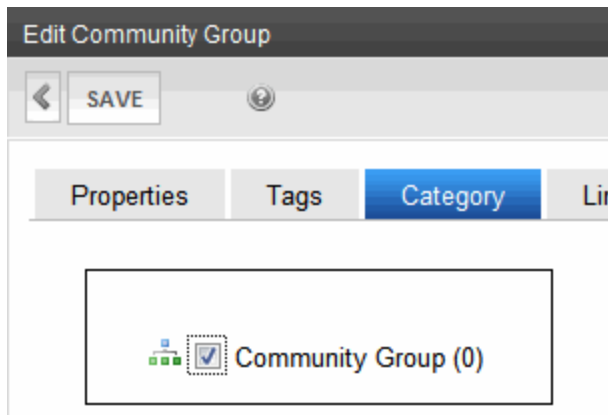 Edit Community Group
SAVE
Properties Tags Category
Community Group (0)